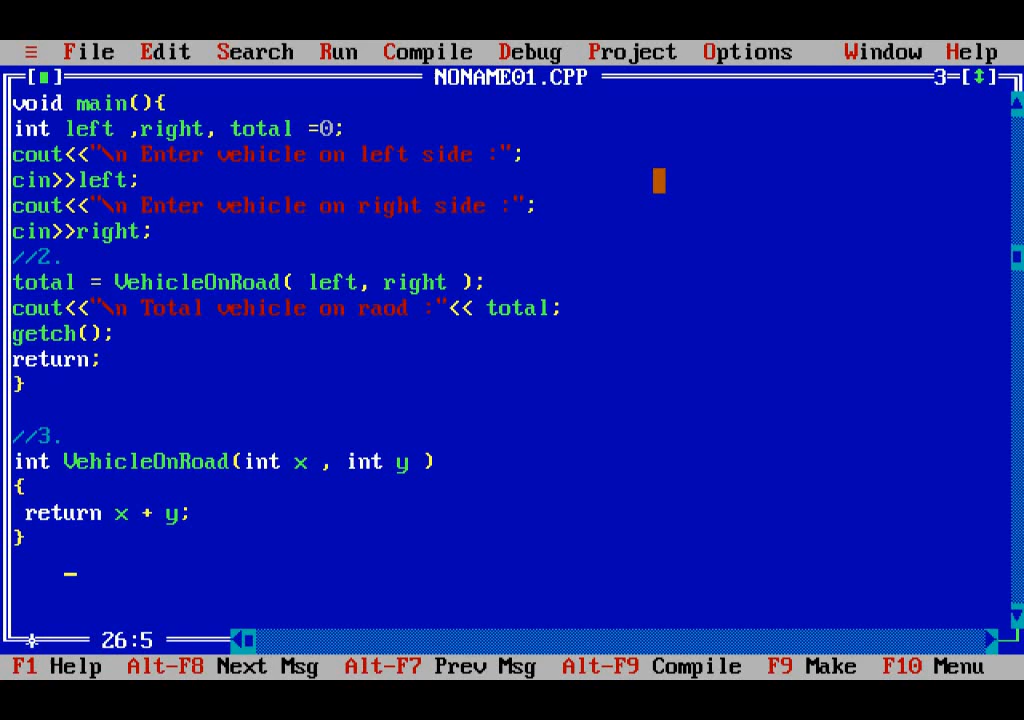 ≡ File Edit Search Run Compile Debug Project Options Window Help
[■] NONAME01.CPP 3=[↕]
void main(){
int left ,right, total =0;
cout<<"\n Enter vehicle on left side :";
cin>>left;
cout<<"\n Enter vehicle on right side :";
cin>>right;
//2.
total = VehicleOnRoad( left, right );
cout<<"\n Total vehicle on raod :"<< total;
getch();
return;
}
//3.
int VehicleOnRoad(int x , int y )
{
return x + y;
}
26:5
F1 Help Alt-F8 Next Msg Alt-F7 Prev Msg Alt-F9 Compile F9 Make F10 Menu